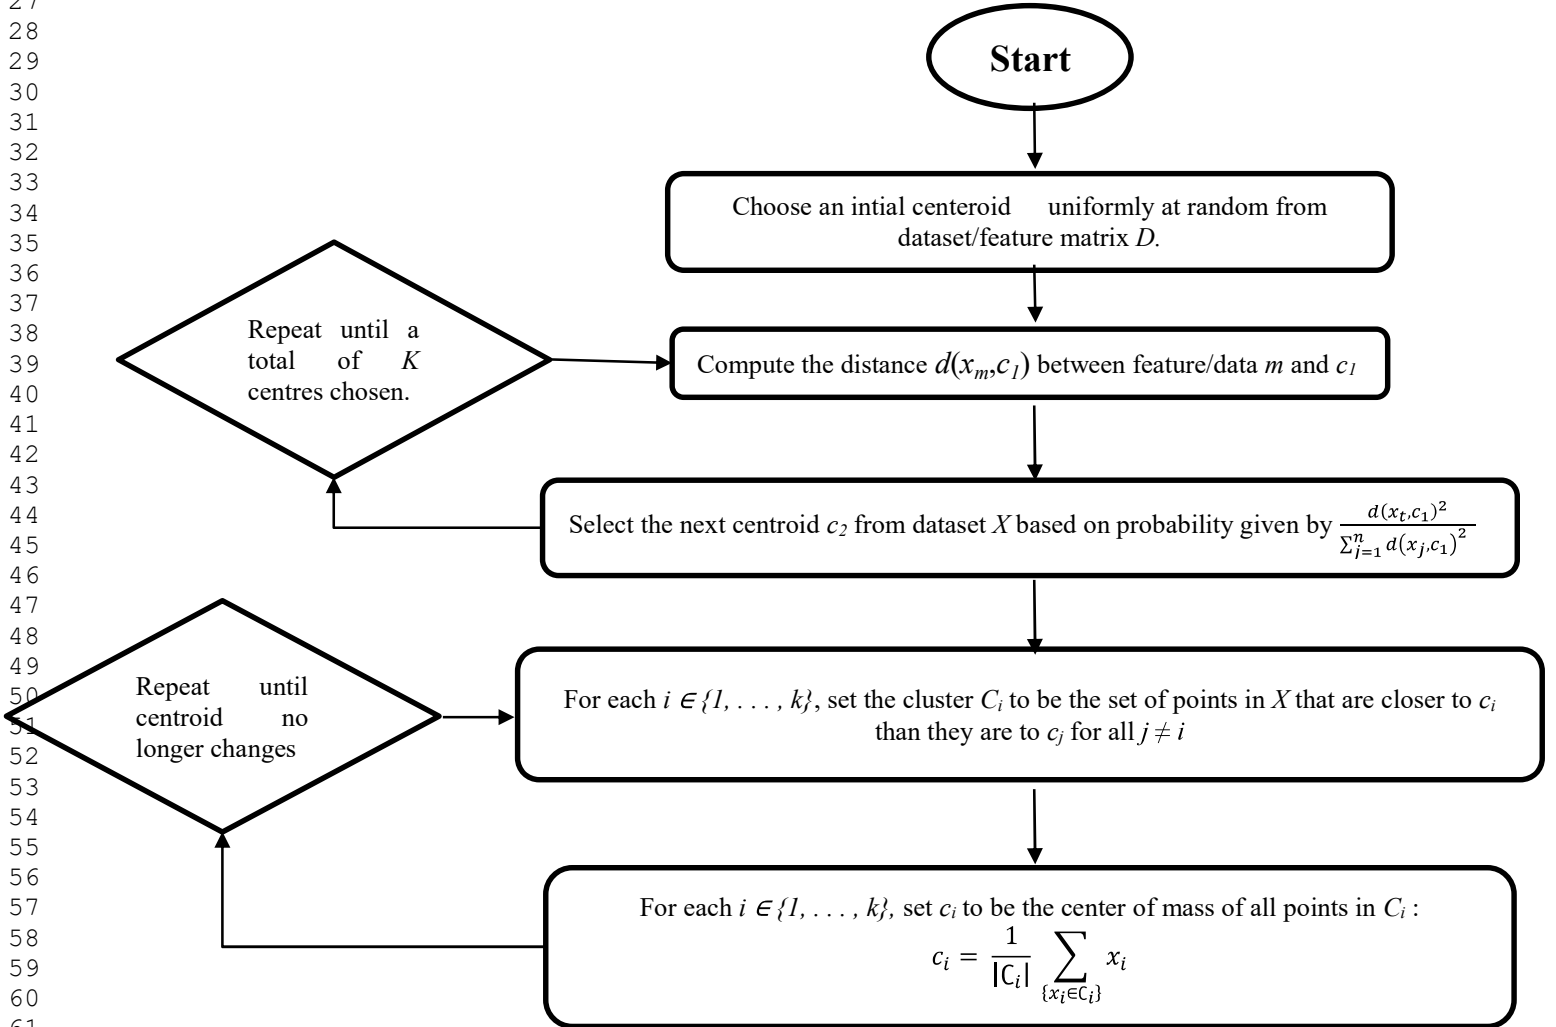 27
28
29
30
31
32
33
34
35
36
37
38
39
40
41
42
43
44
45
46
47
48
49
50
51
52
53
54
55
56
57
58
59
60
61
Start
Choose an intial centeroid uniformly at random from
dataset/feature matrix D.
Repeat until a
total of K
centres chosen.
Compute the distance d(xₘ,c₁) between feature/data m and c₁
Select the next centroid c₂ from dataset X based on probability given by d(xₜ,c₁)² / ∑ⁿⱼ₌₁ d(xⱼ,c₁)²
Repeat until
centroid no
longer changes
For each i ∈{1, . . . , k}, set the cluster Cᵢ to be the set of points in X that are closer to cᵢ
than they are to cⱼ for all j ≠ i
For each i ∈{1, . . . , k}, set cᵢ to be the center of mass of all points in Cᵢ :
cᵢ = 1/|Cᵢ| ∑{xᵢ∈Cᵢ} xᵢ